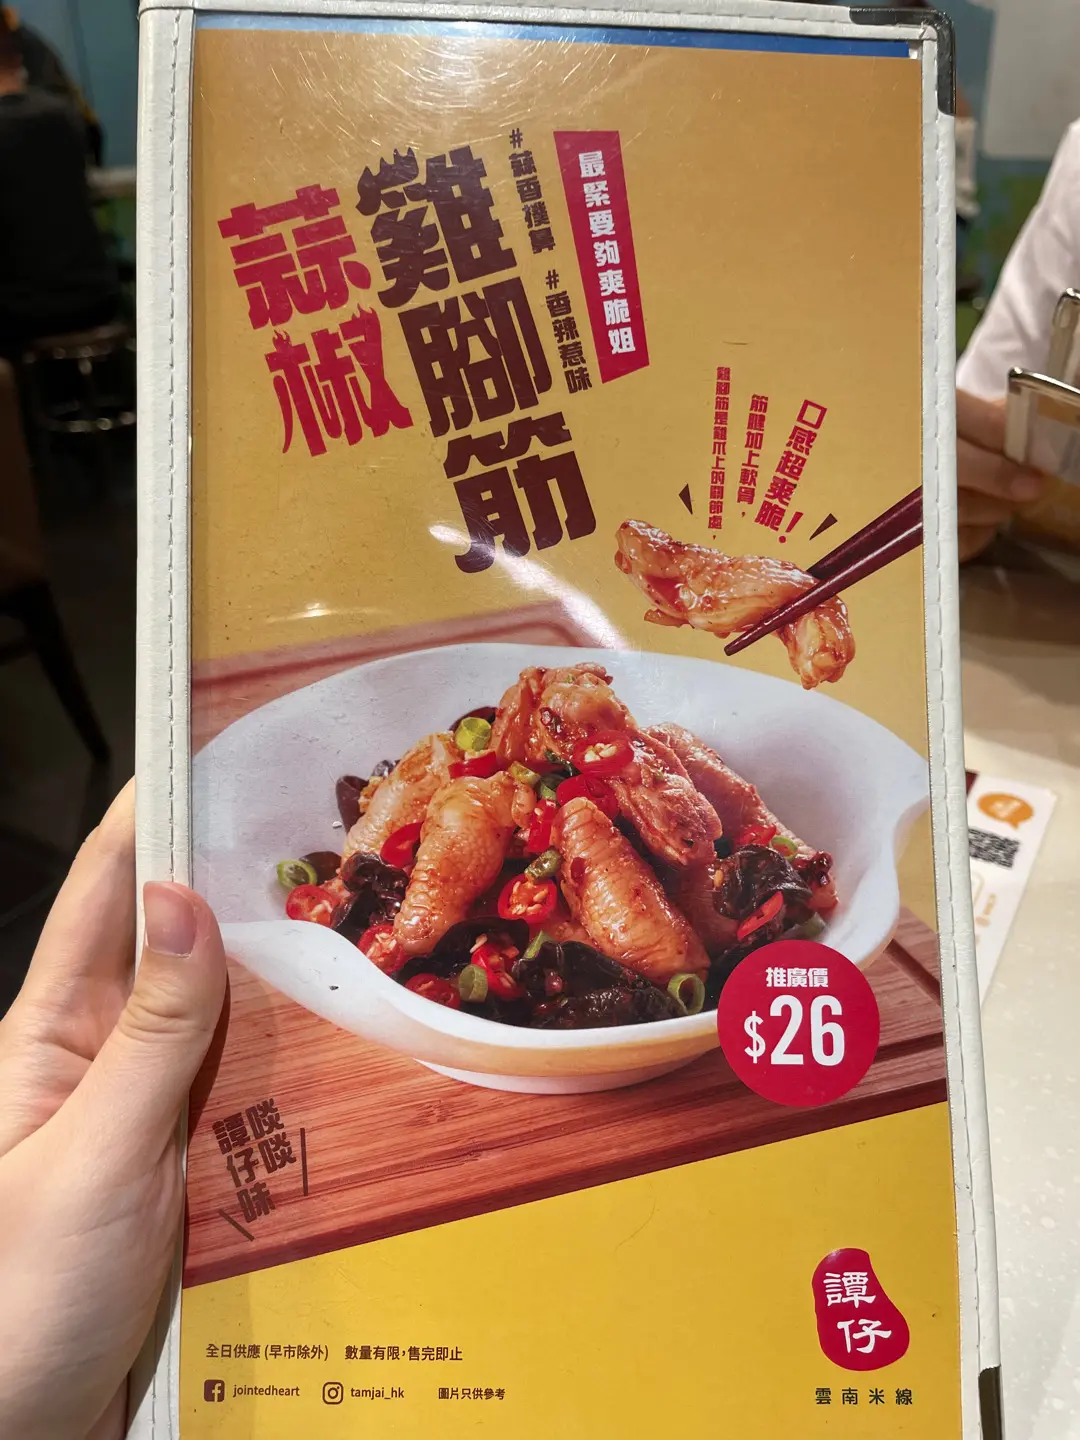 最緊要夠爽脆姐
#蒜香撲鼻
#香辣惹味
蒜椒
雞腳筋
雞腳筋是雞爪上的關節處，
筋腱加上軟骨，
口感超爽脆！
推廣價
$26
啖啖
譚仔味
全日供應 (早市除外) 數量有限，售完即止
jointedheart
tamjai_hk
圖片只供參考
譚仔
雲南米線